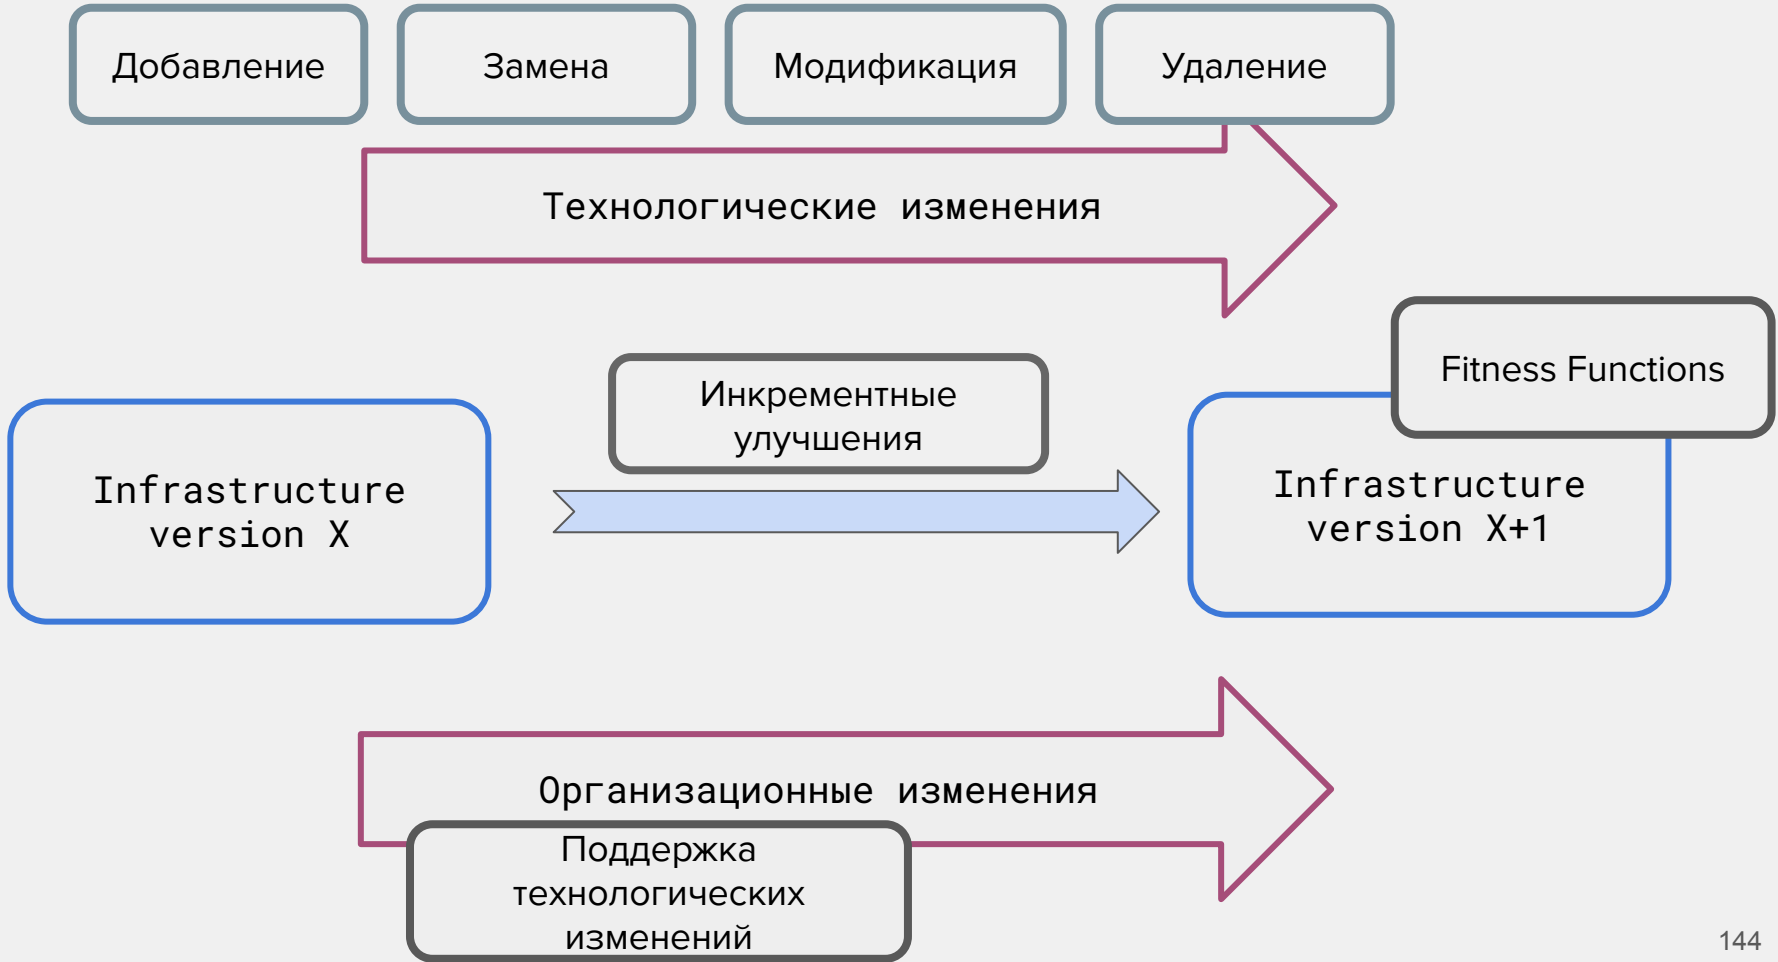 Добавление
Замена
Модификация
Удаление
Технологические изменения
Fitness Functions
Инкрементные
улучшения
Infrastructure
version X
Infrastructure
version X+1
Организационные изменения
Поддержка
технологических
изменений
144